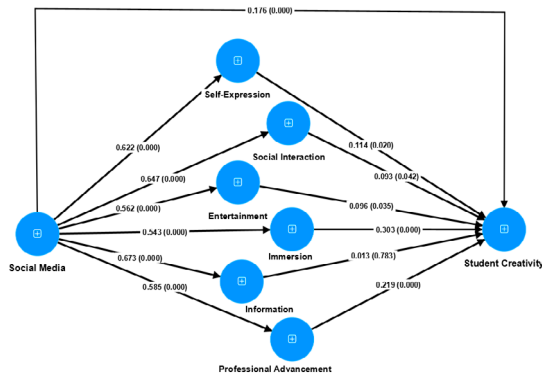 0.176 (0.000)
Self-Expression
0.622 (0.000)
0.114 (0.020)
Social Interaction
0.647 (0.000)
0.093 (0.042)
Entertainment
0.562 (0.000)
0.096 (0.035)
0.543 (0.000)
0.303 (0.000)
Immersion
Social Media
Student Creativity
0.673 (0.000)
0.013 (0.783)
Information
0.585 (0.000)
0.219 (0.000)
Professional Advancement